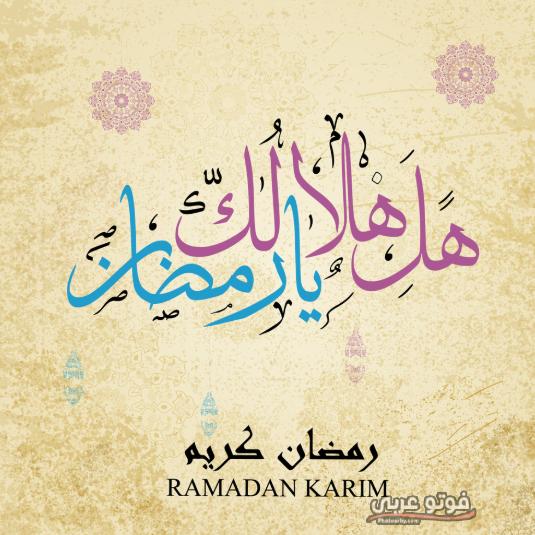 هل هلالك
يا رمضان
رمضان كريم
RAMADAN KARIM
فوتو عربي